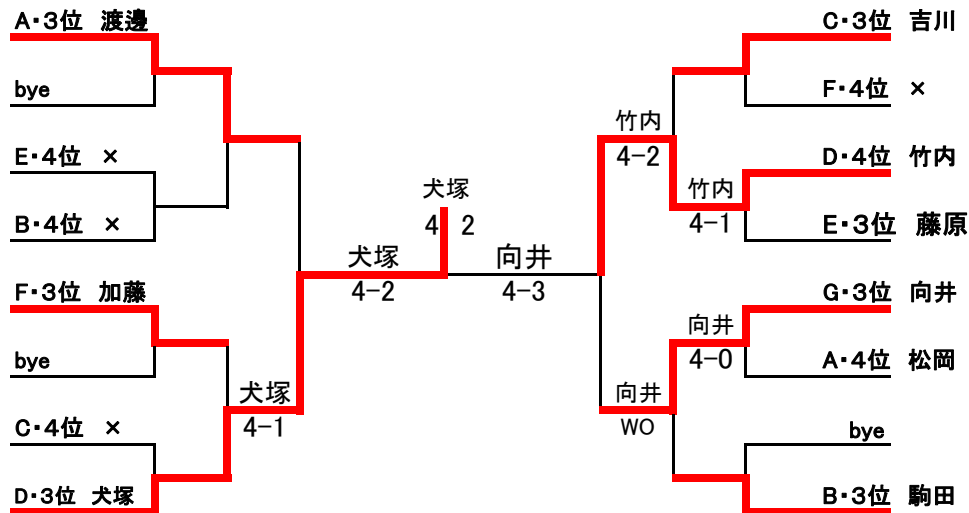 A・3位 渡邊
bye
E・4位 ×
B・4位 ×
F・3位 加藤
bye
C・4位 ×
D・3位 犬塚
犬塚
4-1
犬塚
4-2
犬塚
4 2
向井
4-3
竹内
4-2
竹内
4-1
向井
4-0
向井
WO
C・3位 吉川
F・4位 ×
D・4位 竹内
E・3位 藤原
G・3位 向井
A・4位 松岡
bye
B・3位 駒田